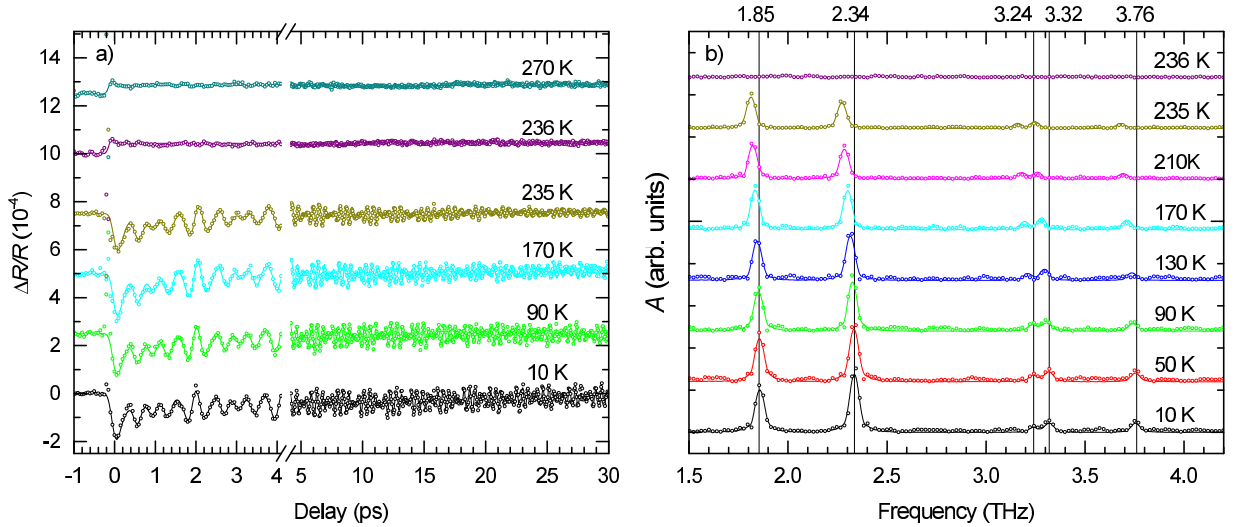 a)
14
12
10
8
6
4
2
0
-2
ΔR/R (10⁻⁴)
270 K
236 K
235 K
170 K
90 K
10 K
-1 0 1 2 3 4 5 10 15 20 25 30
Delay (ps)
1.85 2.34 3.24 3.32 3.76
b)
A (arb. units)
236 K
235 K
210K
170 K
130 K
90 K
50 K
10 K
1.5 2.0 2.5 3.0 3.5 4.0
Frequency (THz)